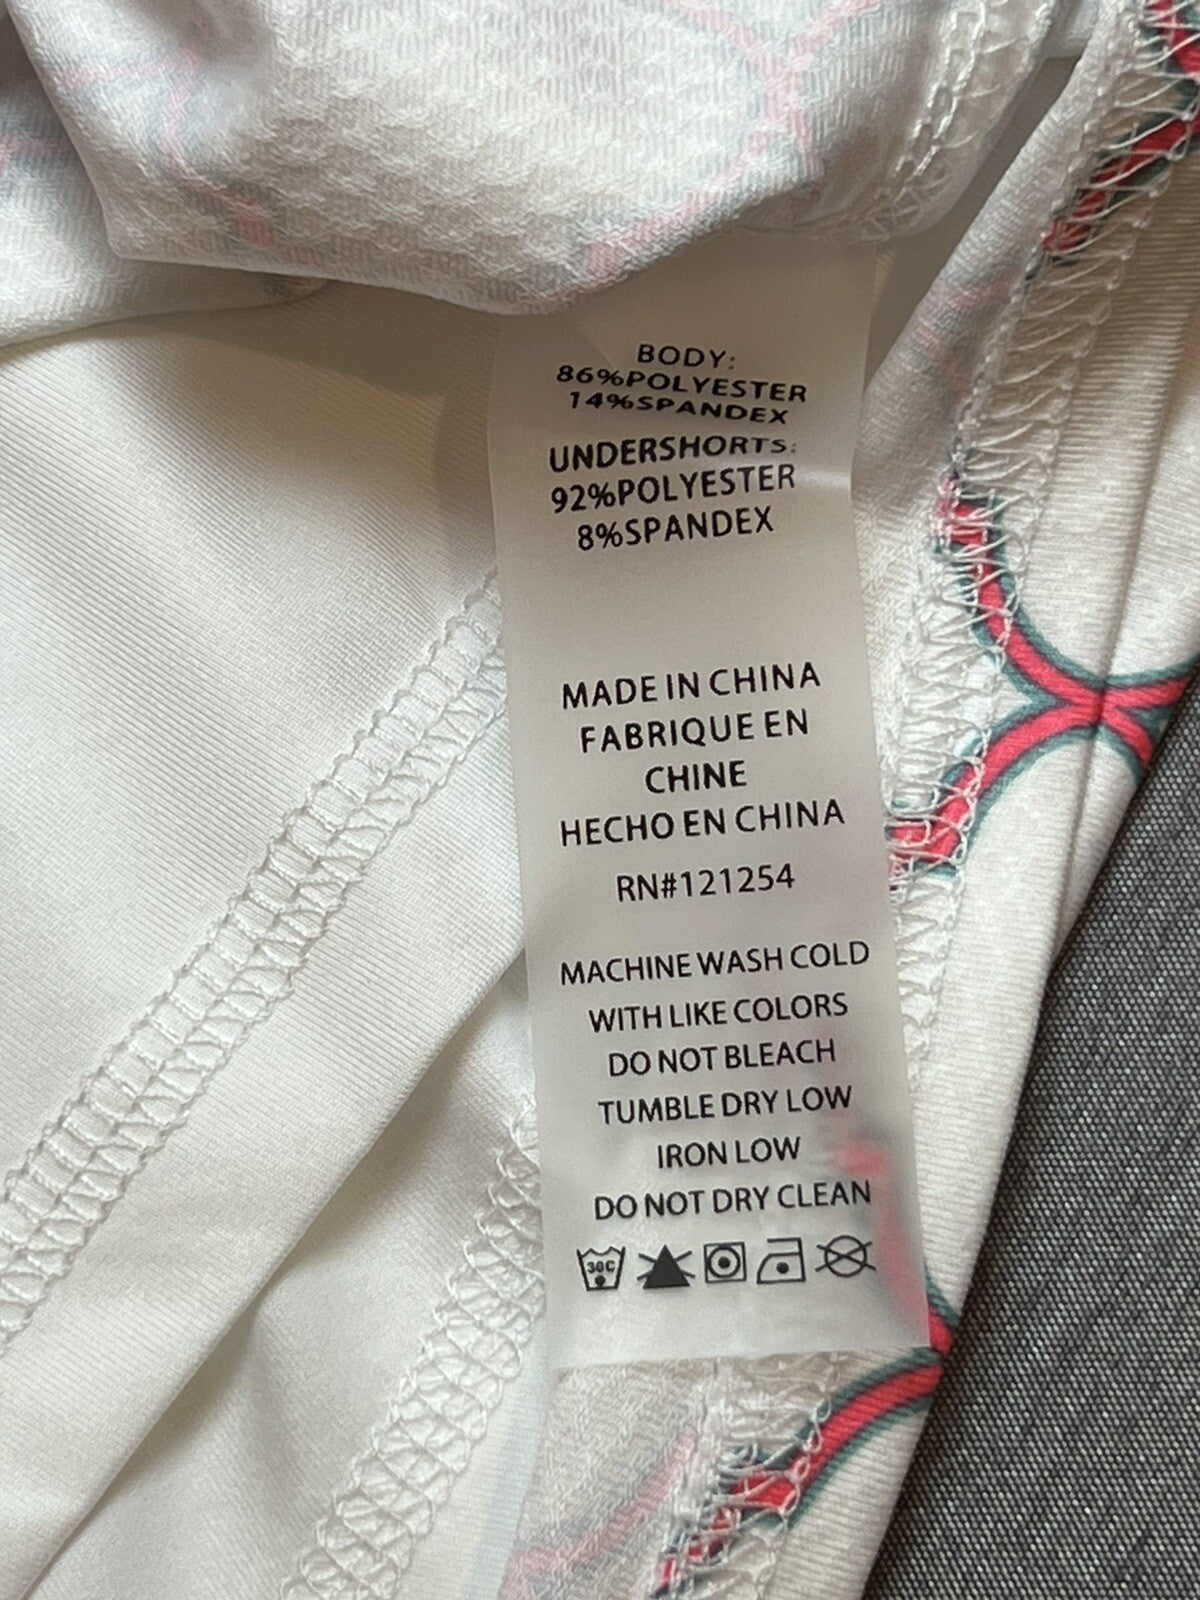 BODY:
86%POLYESTER
14%SPANDEX
UNDERSHORTS:
92%POLYESTER
8%SPANDEX
MADE IN CHINA
FABRIQUE EN
CHINE
HECHO EN CHINA
RN#121254
MACHINE WASH COLD
WITH LIKE COLORS
DO NOT BLEACH
TUMBLE DRY LOW
IRON LOW
DO NOT DRY CLEAN
30C